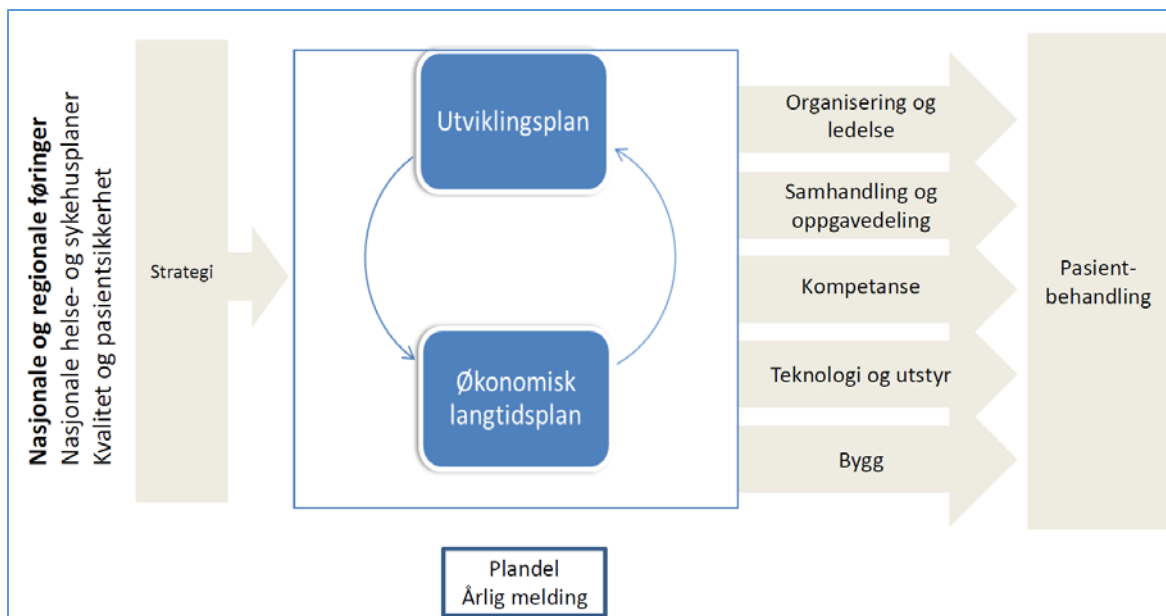 Nasjonale og regionale føringer
Nasjonale helse- og sykehusplaner
Kvalitet og pasientsikkerhet
Strategi
Utviklingsplan
Økonomisk
langtidsplan
Plandel
Årlig melding
Organisering og
ledelse
Samhandling og
oppgavedeling
Kompetanse
Teknologi og utstyr
Bygg
Pasient-
behandling